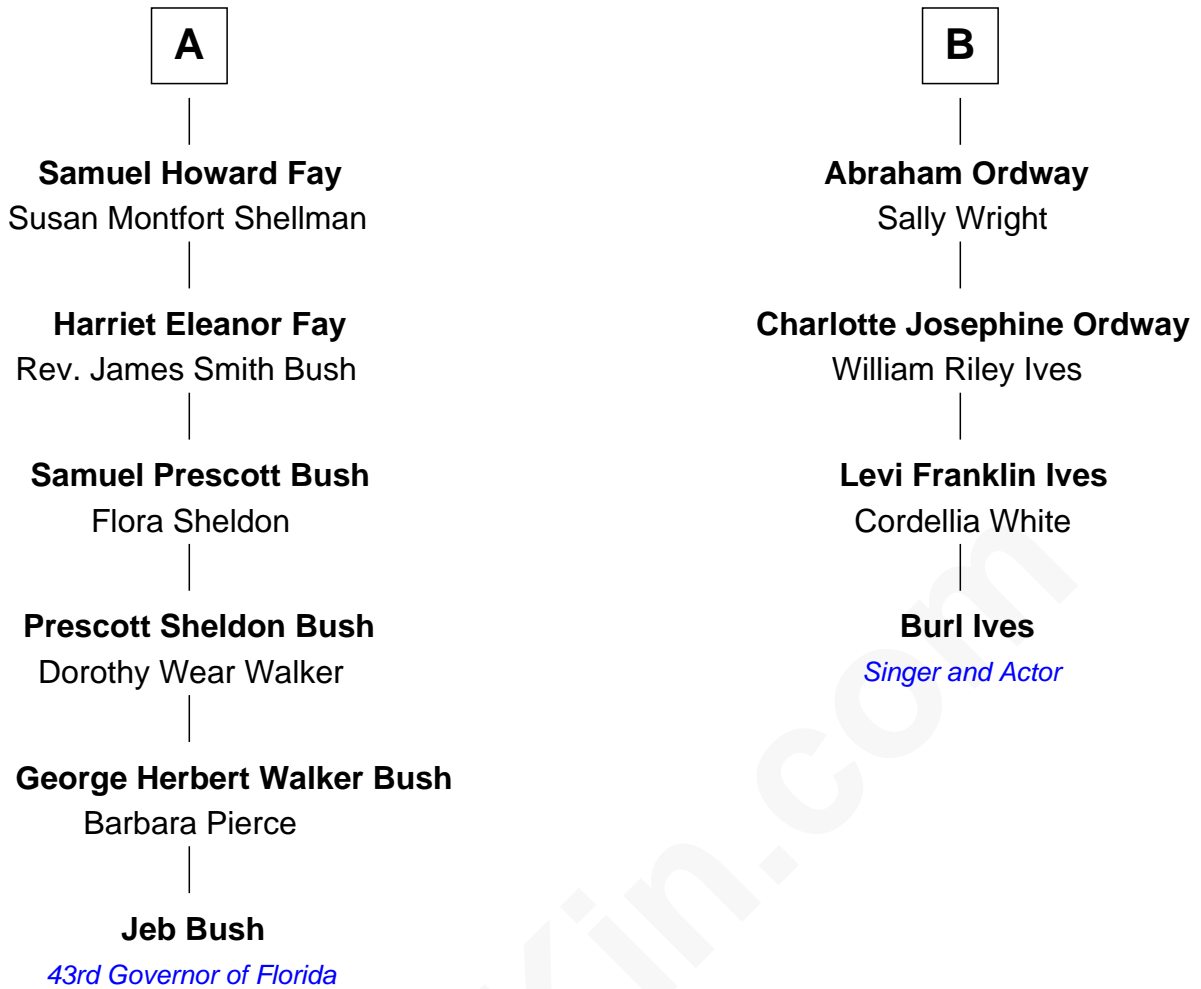 A
Samuel Howard Fay
Susan Montfort Shellman
Harriet Eleanor Fay
Rev. James Smith Bush
Samuel Prescott Bush
Flora Sheldon
Prescott Sheldon Bush
Dorothy Wear Walker
George Herbert Walker Bush
Barbara Pierce
Jeb Bush
43rd Governor of Florida
B
Abraham Ordway
Sally Wright
Charlotte Josephine Ordway
William Riley Ives
Levi Franklin Ives
Cordellia White
Burl Ives
Singer and Actor